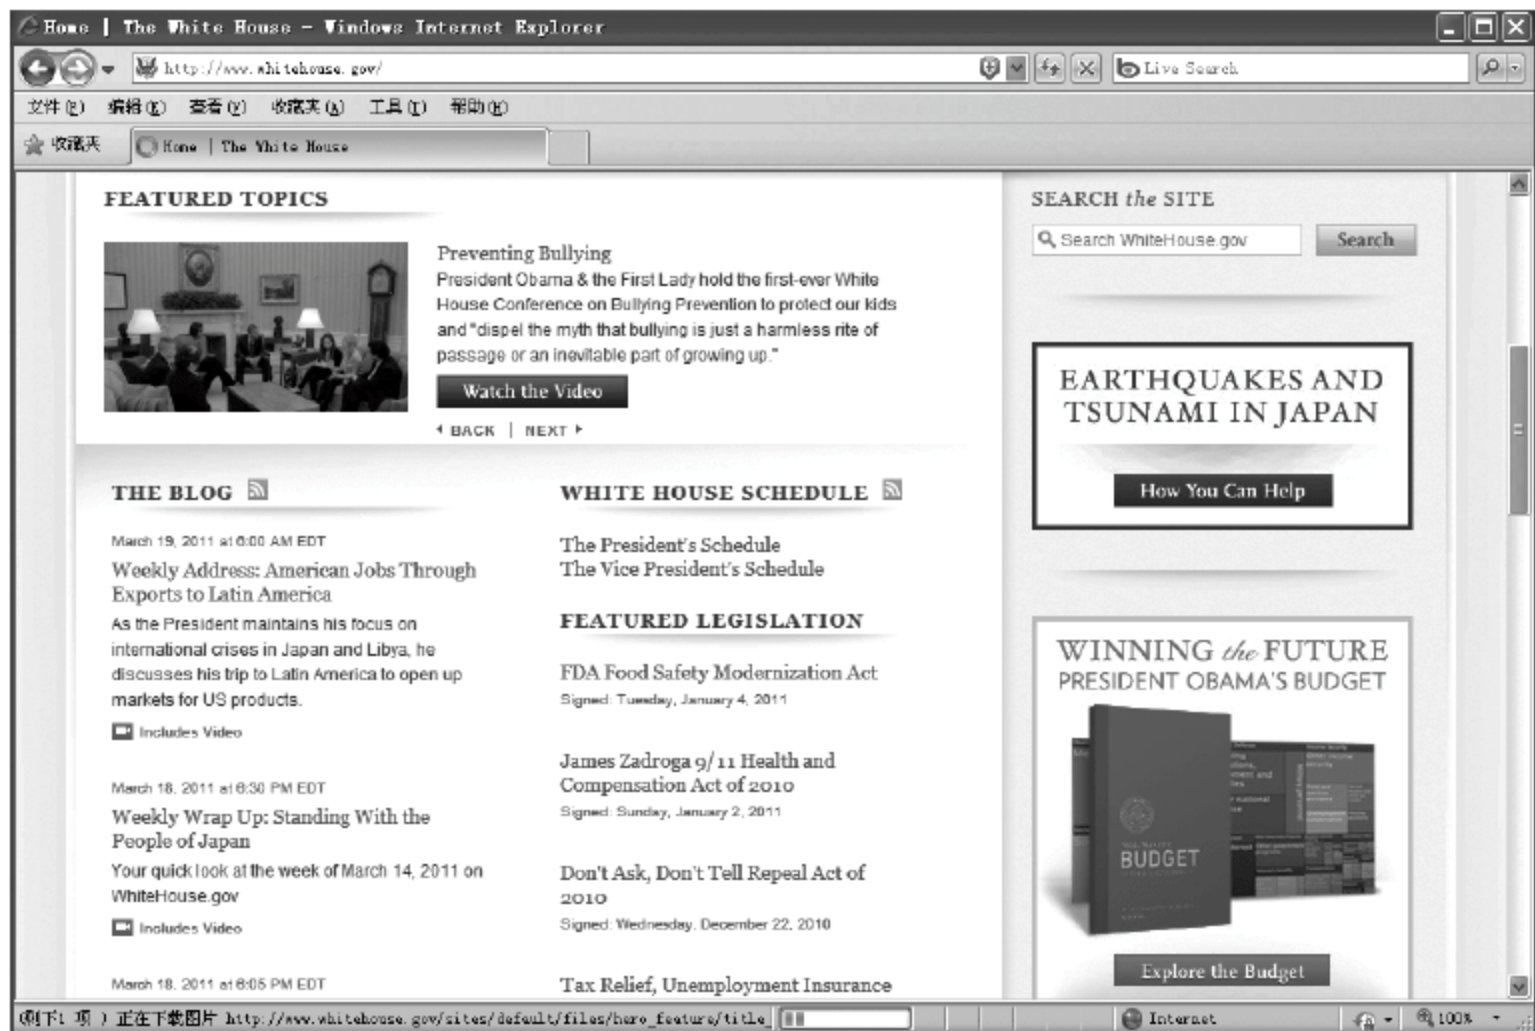 Home | The White House - Windows Internet Explorer
http://www.whitehouse.gov/
Live Search
文件(F) 编辑(E) 查看(V) 收藏夹(A) 工具(T) 帮助(H)
收藏夹
Home | The White House
FEATURED TOPICS
Preventing Bullying
President Obama & the First Lady hold the first-ever White
House Conference on Bullying Prevention to protect our kids
and "dispel the myth that bullying is just a harmless rite of
passage or an inevitable part of growing up."
Watch the Video
BACK | NEXT
THE BLOG
March 19, 2011 at 6:00 AM EDT
Weekly Address: American Jobs Through
Exports to Latin America
As the President maintains his focus on
international crises in Japan and Libya, he
discusses his trip to Latin America to open up
markets for US products.
Includes Video
March 18, 2011 at 6:30 PM EDT
Weekly Wrap Up: Standing With the
People of Japan
Your quick look at the week of March 14, 2011 on
WhiteHouse.gov
Includes Video
March 18, 2011 at 6:05 PM EDT
WHITE HOUSE SCHEDULE
The President's Schedule
The Vice President's Schedule
FEATURED LEGISLATION
FDA Food Safety Modernization Act
Signed: Tuesday, January 4, 2011
James Zadroga 9/11 Health and
Compensation Act of 2010
Signed: Sunday, January 2, 2011
Don't Ask, Don't Tell Repeal Act of
2010
Signed: Wednesday, December 22, 2010
Tax Relief, Unemployment Insurance
SEARCH the SITE
Search WhiteHouse.gov
Search
EARTHQUAKES AND
TSUNAMI IN JAPAN
How You Can Help
WINNING the FUTURE
PRESIDENT OBAMA'S BUDGET
BUDGET
Explore the Budget
(剩下1 项 ) 正在下载图片 http://www.whitehouse.gov/sites/default/files/hero_feature/title_
Internet
100%